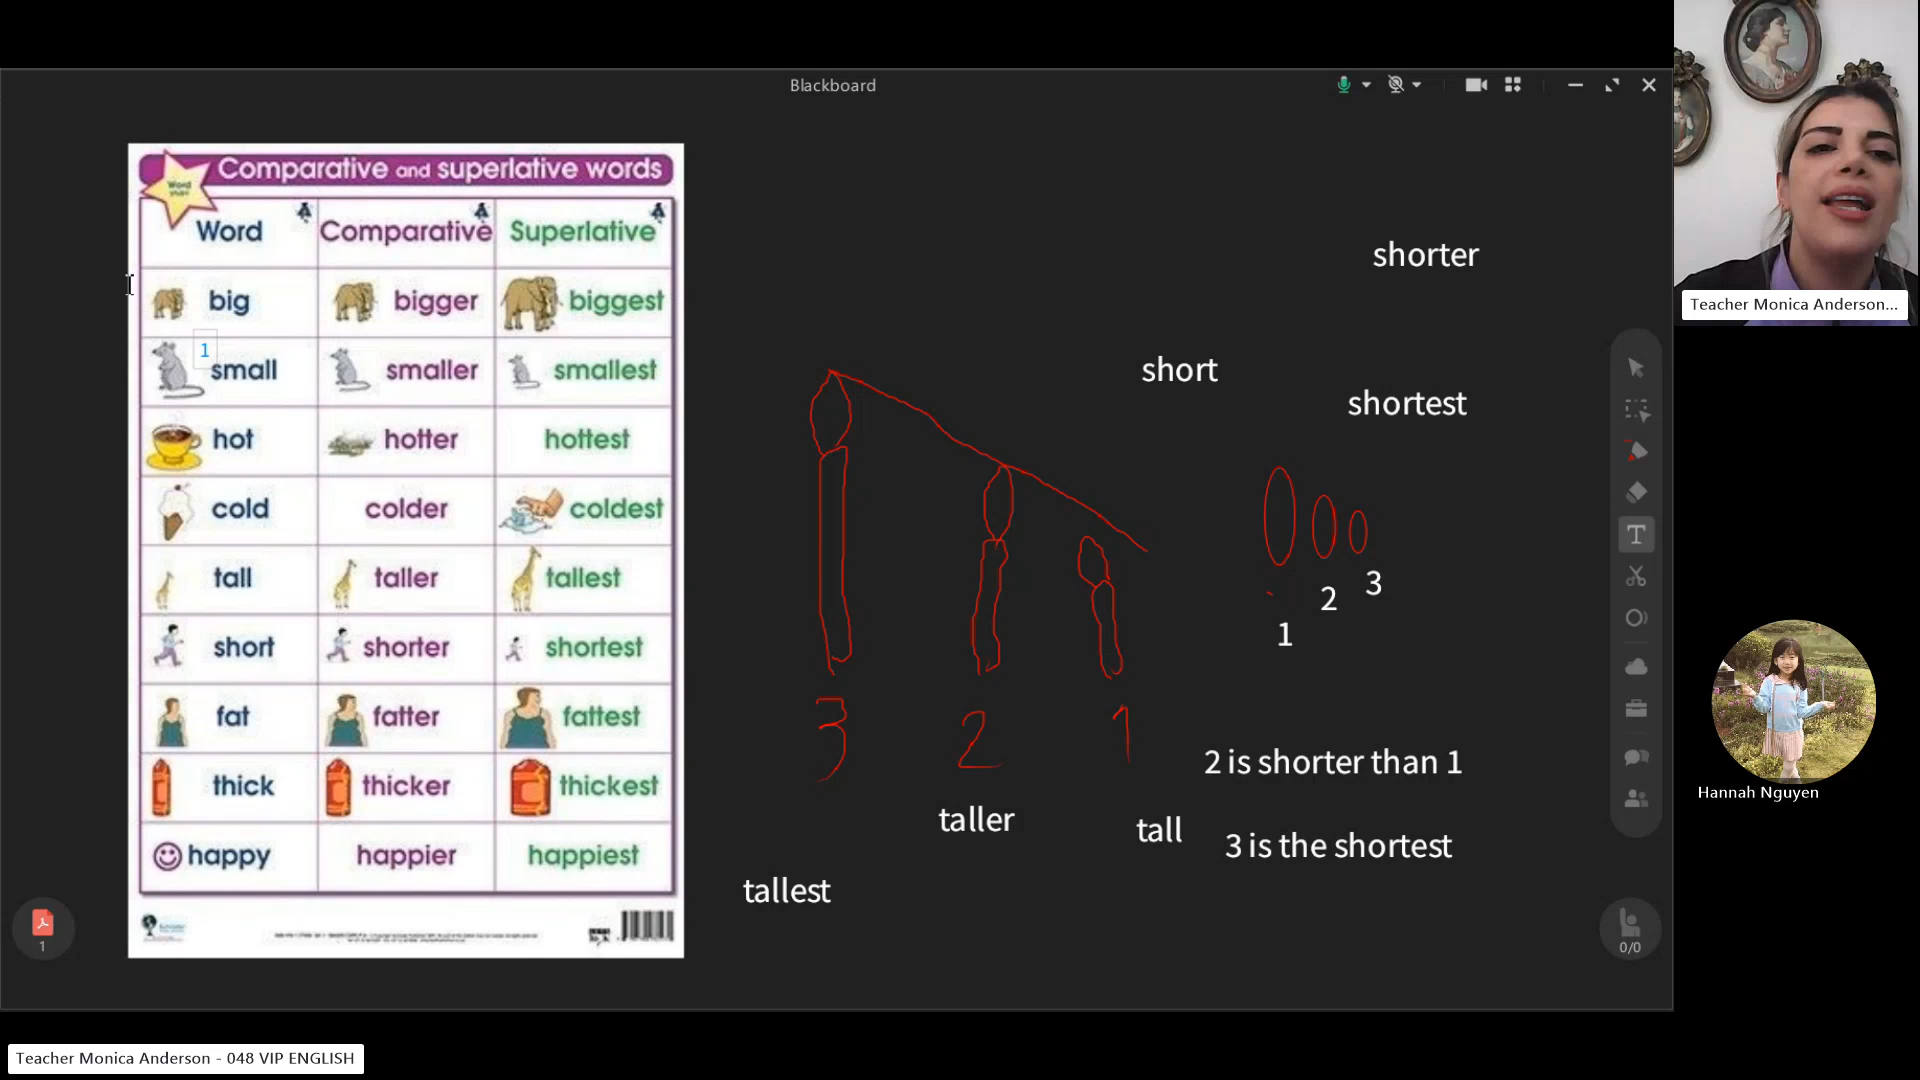 Blackboard
Comparative and superlative words
Word
Word Comparative Superlative
big bigger biggest
1
small smaller smallest
hot hotter hottest
cold colder coldest
tall taller tallest
short shorter shortest
fat fatter fattest
thick thicker thickest
happy happier happiest
shorter
short
shortest
1
2
3
3 2 1
2 is shorter than 1
taller
tall
3 is the shortest
tallest
T
1
0/0
Teacher Monica Anderson...
Hannah Nguyen
Teacher Monica Anderson - 048 VIP ENGLISH